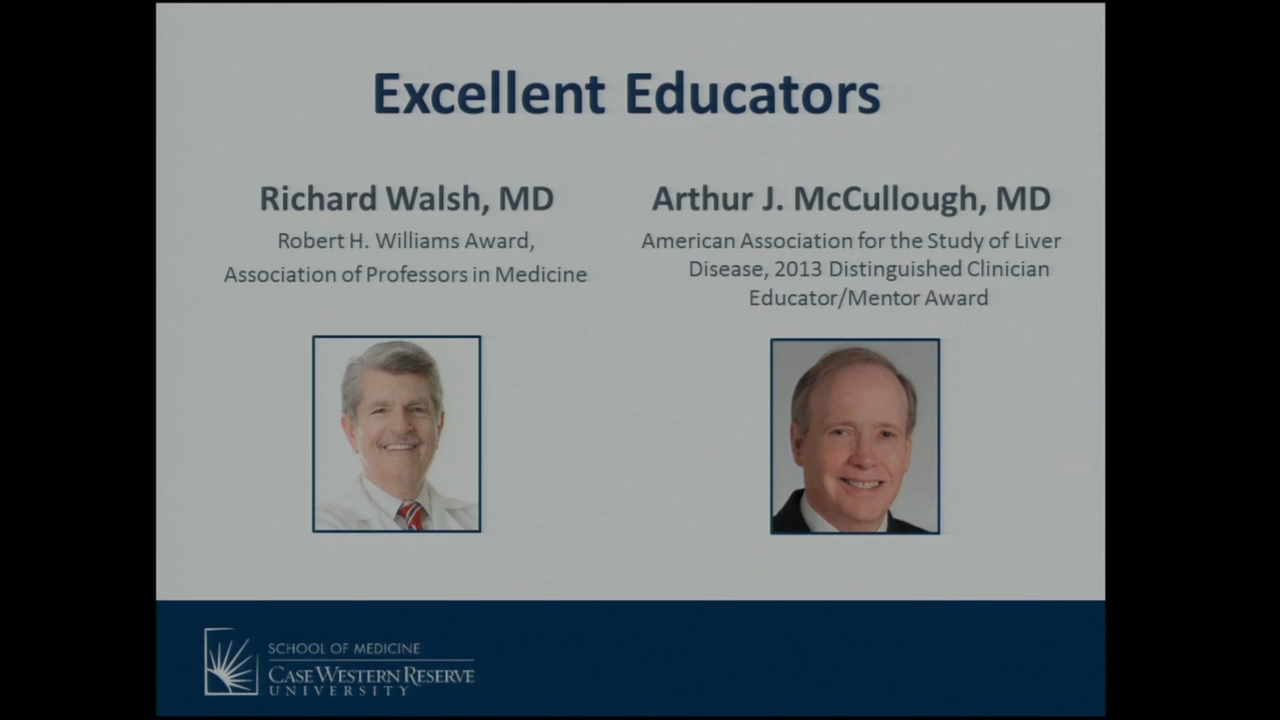 Excellent Educators
Richard Walsh, MD
Robert H. Williams Award,
Association of Professors in Medicine
Arthur J. McCullough, MD
American Association for the Study of Liver
Disease, 2013 Distinguished Clinician
Educator/Mentor Award
SCHOOL OF MEDICINE
CASE WESTERN RESERVE
UNIVERSITY